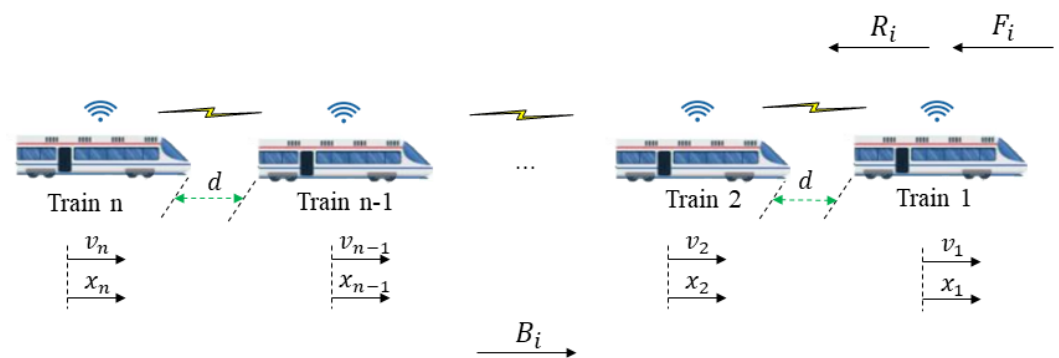 R_i F_i
d ... d
Train n Train n-1 Train 2 Train 1
v_n v_{n-1} v_2 v_1
x_n x_{n-1} x_2 x_1
B_i